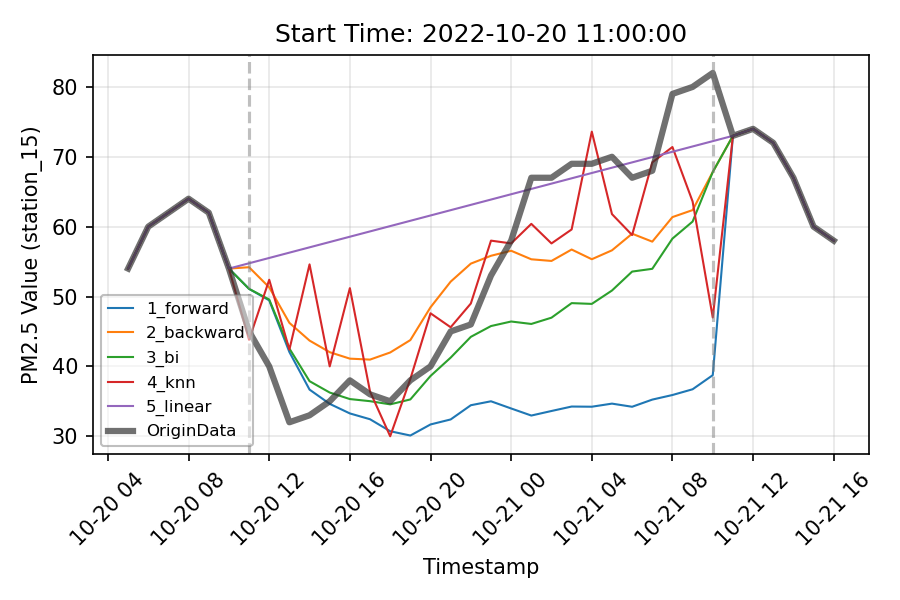 Start Time: 2022-10-20 11:00:00
PM2.5 Value (station_15)
80
70
60
50
40
30
1_forward
2_backward
3_bi
4_knn
5_linear
OriginData
10-20 04
10-20 08
10-20 12
10-20 16
10-20 20
10-21 00
10-21 04
10-21 08
10-21 12
10-21 16
Timestamp